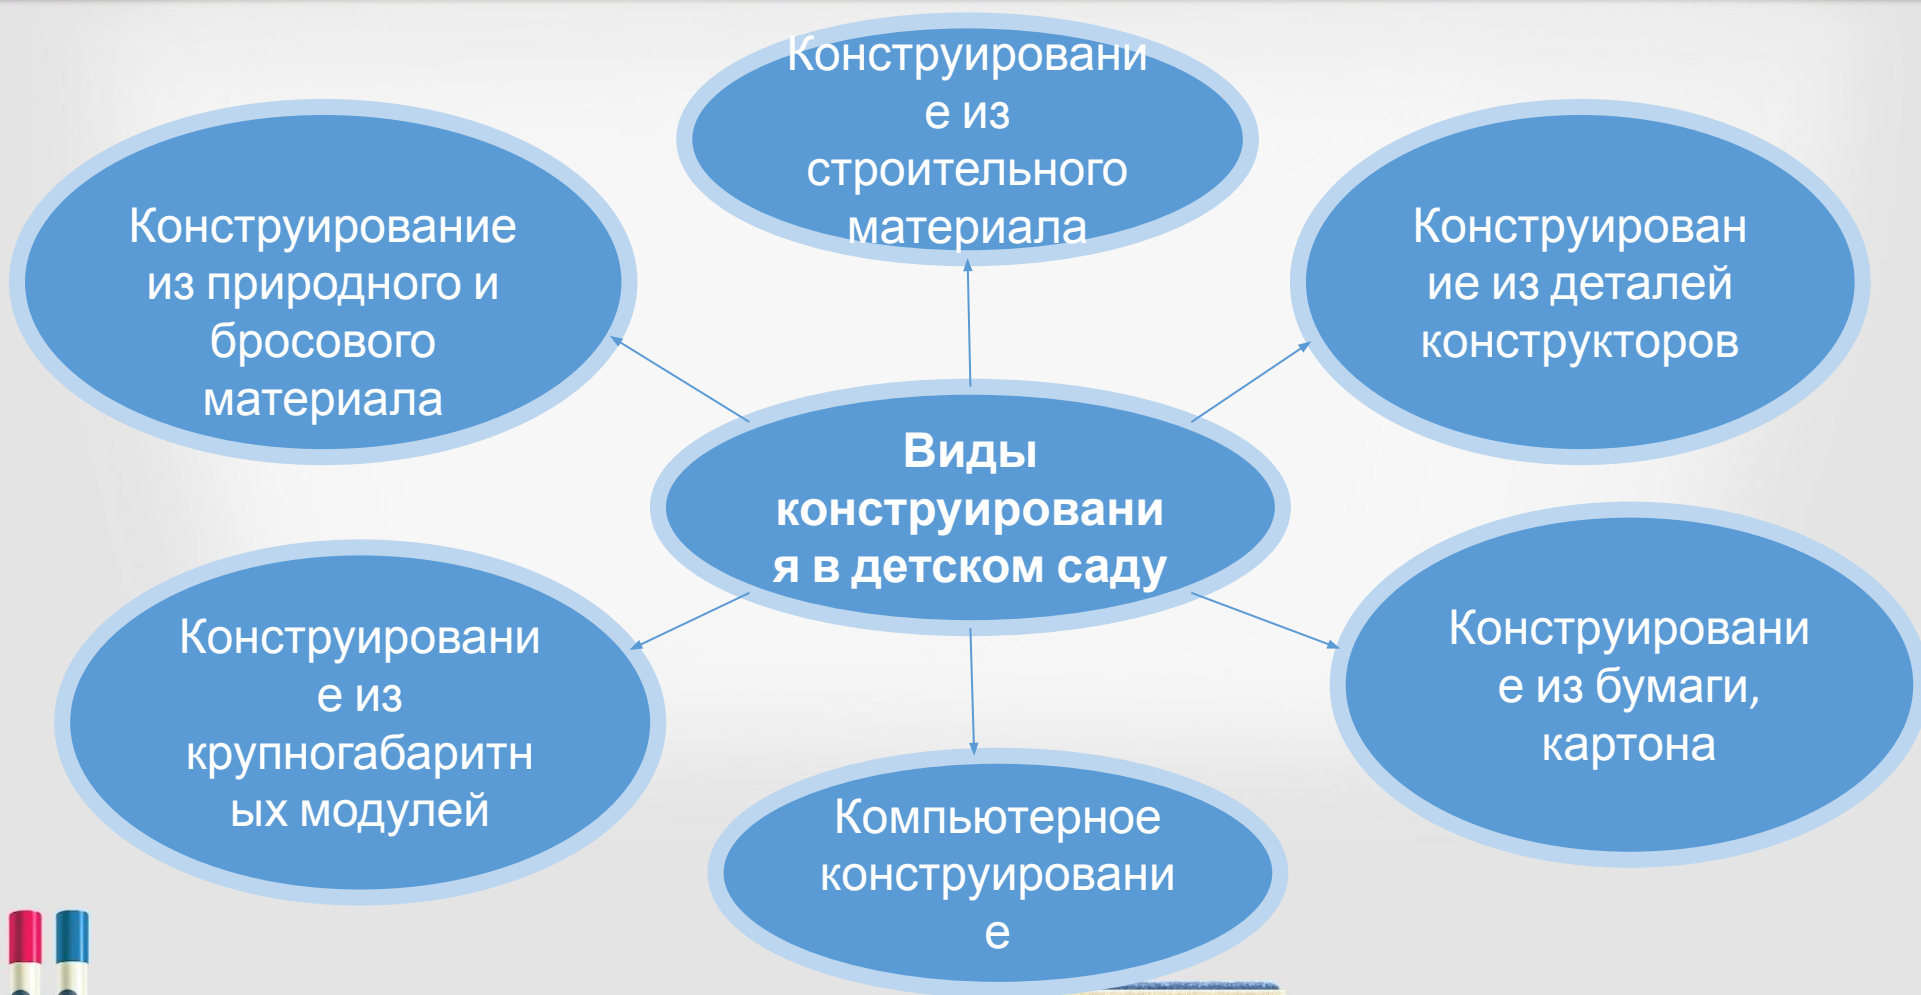 Конструировани
е из
строительного
материала
Конструирование
из природного и
бросового
материала
Конструирован
ие из деталей
конструкторов
Виды
конструировани
я в детском саду
Конструировани
е из
крупногабаритн
ых модулей
Конструировани
е из бумаги,
картона
Компьютерное
конструировани
е